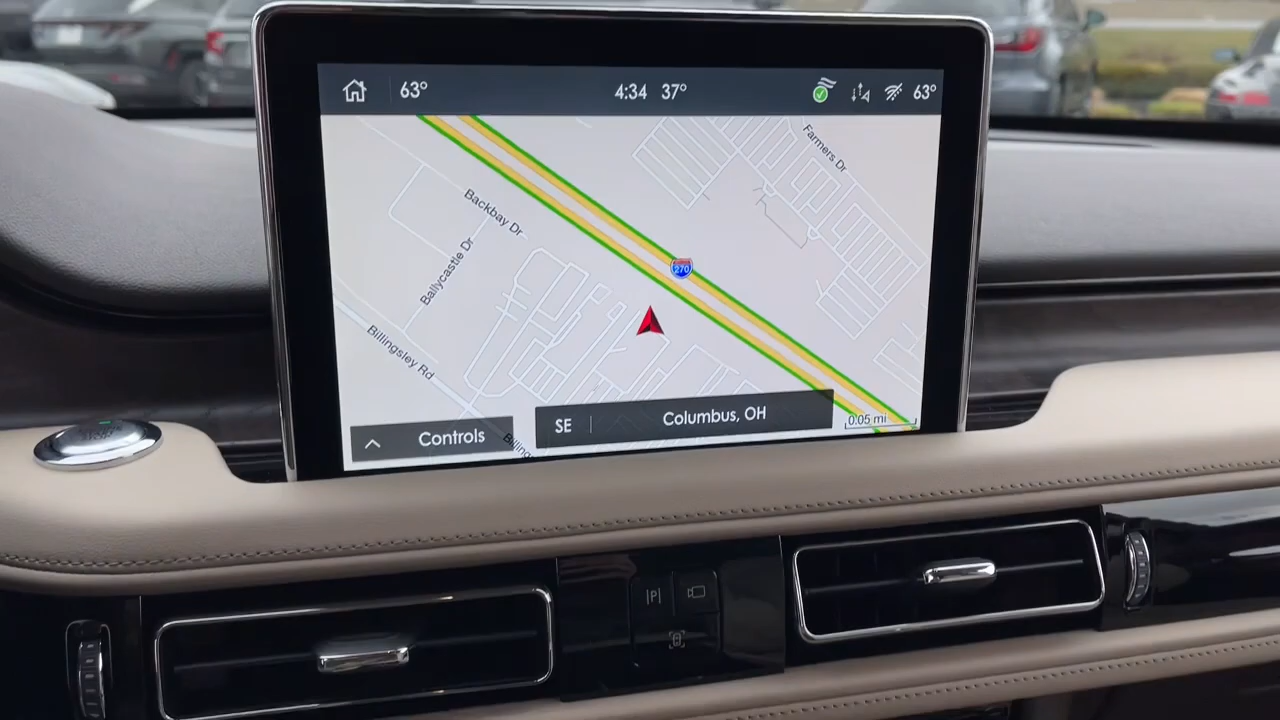 63° 4:34 37° 63°
Farmers Dr
Backbay Dr
Ballycastle Dr
270
Billingsley Rd
Controls SE Columbus, OH 0.05 mi
Billing
P